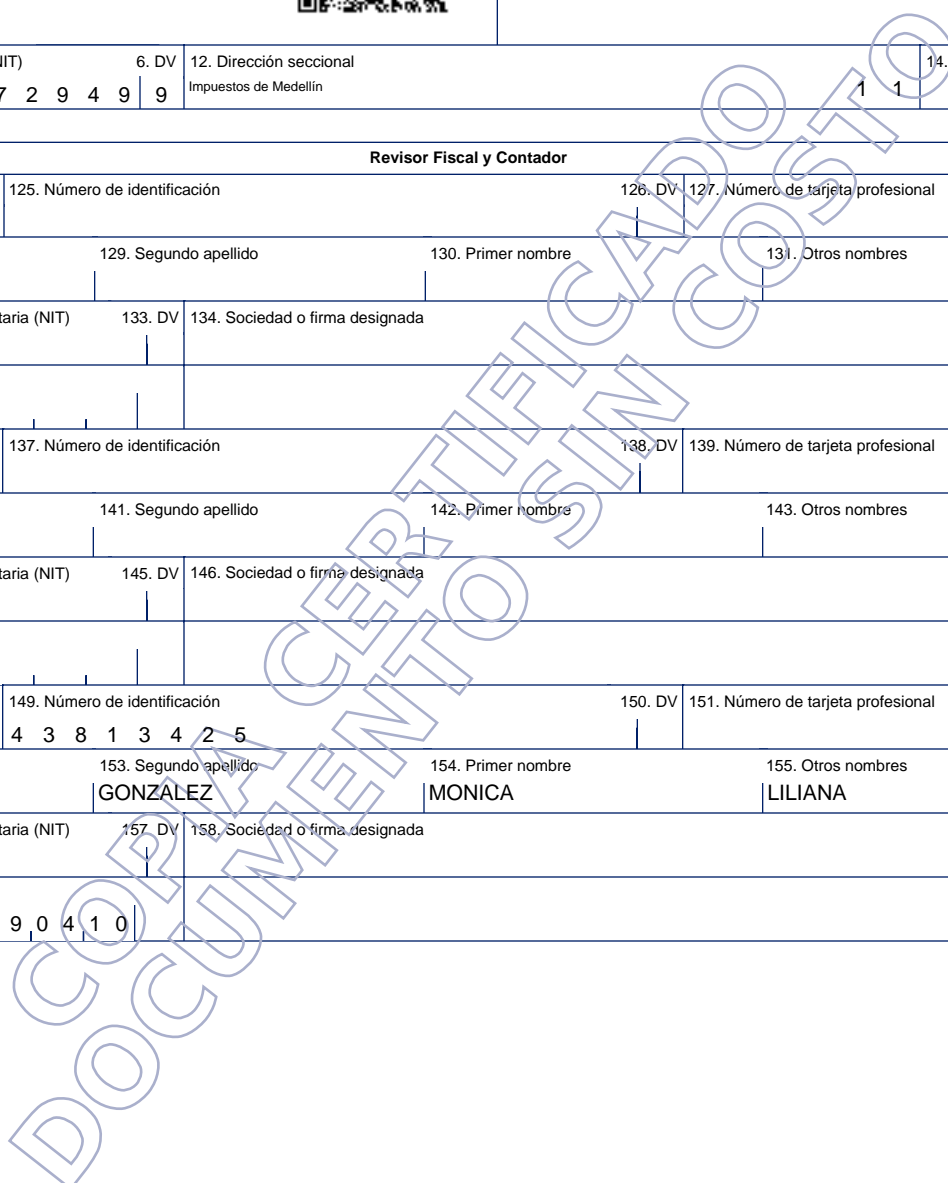 NIT) 6. DV 12. Dirección seccional 14.
7 2 9 4 9 9 Impuestos de Medellín 1 1
Revisor Fiscal y Contador
125. Número de identificación 126. DV 127. Número de tarjeta profesional
129. Segundo apellido 130. Primer nombre 131. Otros nombres
taria (NIT) 133. DV 134. Sociedad o firma designada
137. Número de identificación 138. DV 139. Número de tarjeta profesional
141. Segundo apellido 142. Primer nombre 143. Otros nombres
taria (NIT) 145. DV 146. Sociedad o firma designada
149. Número de identificación 150. DV 151. Número de tarjeta profesional
4 3 8 1 3 4 2 5
153. Segundo apellido 154. Primer nombre 155. Otros nombres
GONZALEZ MONICA LILIANA
taria (NIT) 157. DV 158. Sociedad o firma designada
9 0 4 1 0
COPIA CERTIFICADO
DOCUMENTO SIN COSTO